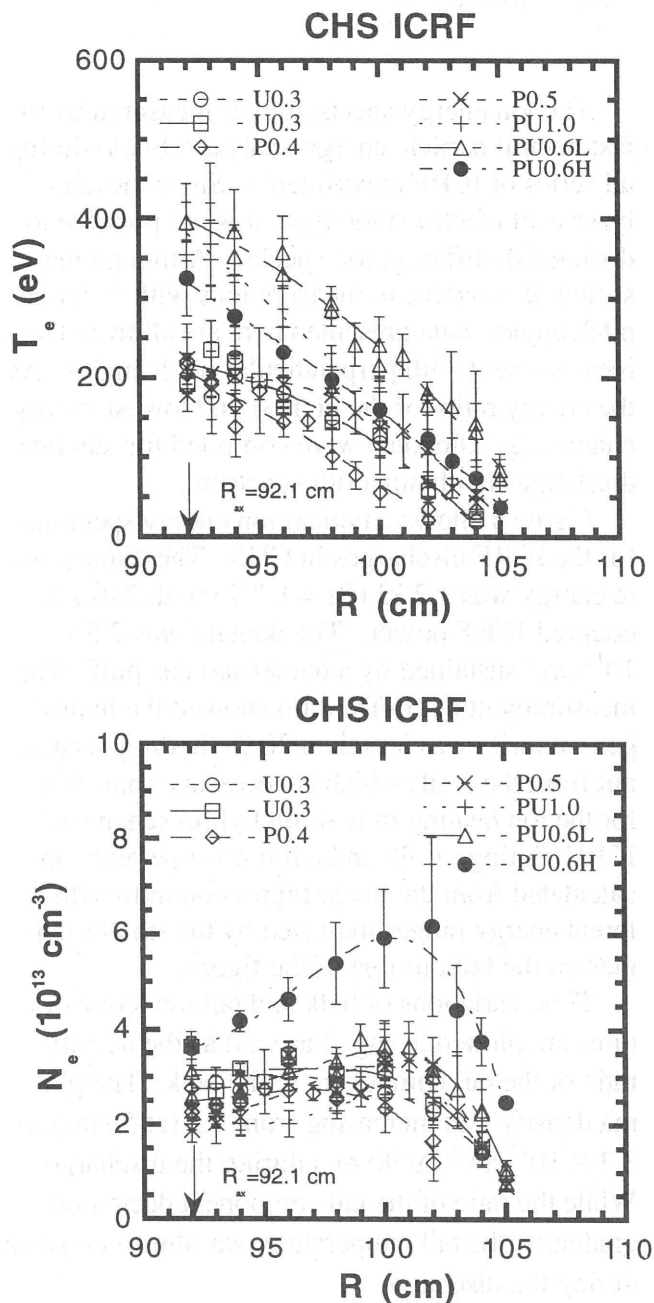 CHS ICRF
600
400
200
0
T_e (eV)
U0.3
U0.3
P0.4
P0.5
PU1.0
PU0.6L
PU0.6H
R =92.1 cm
90 95 100 105 110
R (cm)
CHS ICRF
10
8
6
4
2
0
N_e (10^13 cm^-3)
U0.3
U0.3
P0.4
P0.5
PU1.0
PU0.6L
PU0.6H
R =92.1 cm
90 95 100 105 110
R (cm)